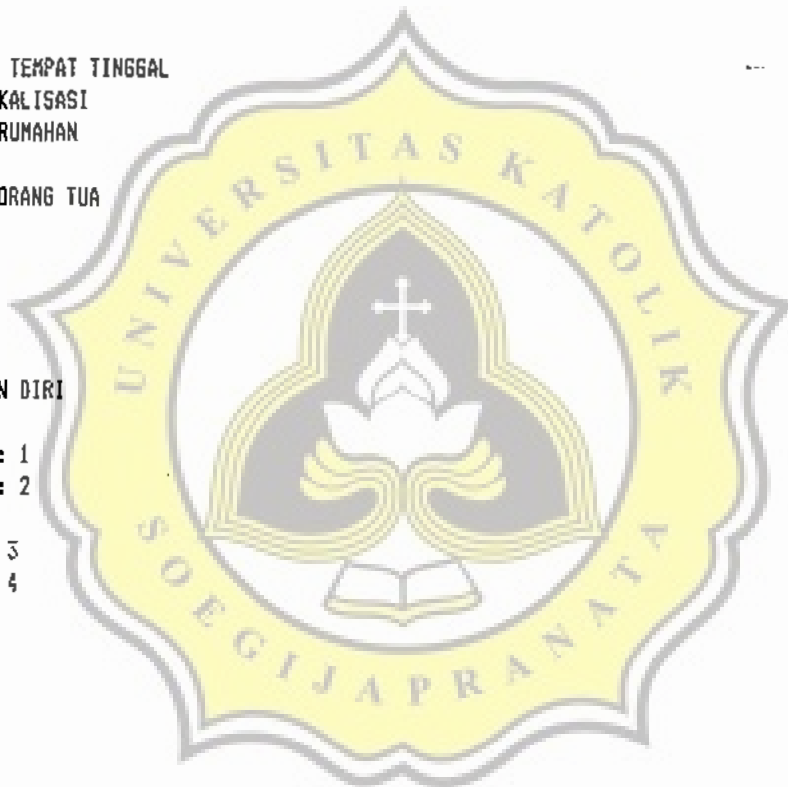 TEMPAT TINGGAL
KALISASI
RUMAHAN
ORANG TUA
N DIRI
: 1
: 2
3
4
UNIVERSITAS KATOLIK
SOEGIJAPRANATA